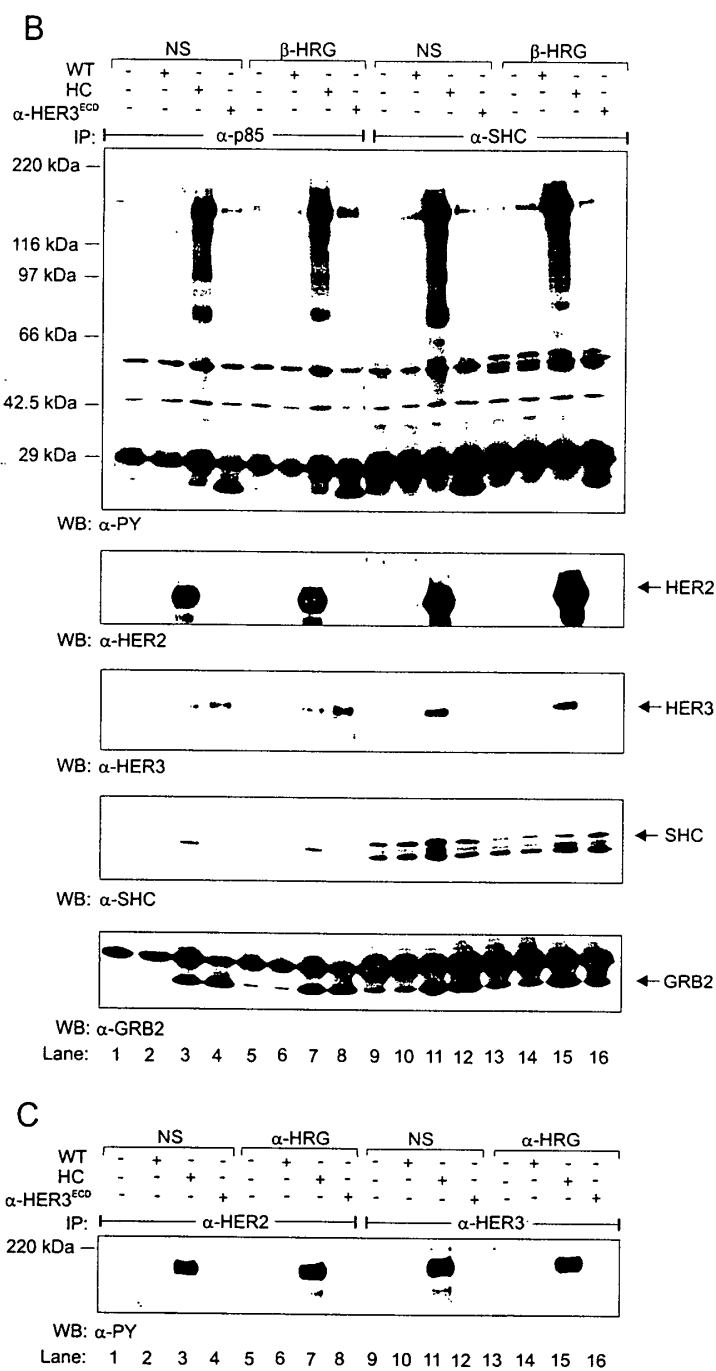 B
NS β-HRG NS β-HRG
WT - + - - - + - - - + - - - + - -
HC - - + - - - + - - - + - - - + -
α-HER3ECD - - - + - - - + - - - + - - - +
IP: α-p85 α-SHC
220 kDa
116 kDa
97 kDa
66 kDa
42.5 kDa
29 kDa
WB: α-PY
HER2
WB: α-HER2
HER3
WB: α-HER3
SHC
WB: α-SHC
GRB2
WB: α-GRB2
Lane: 1 2 3 4 5 6 7 8 9 10 11 12 13 14 15 16
C
NS α-HRG NS α-HRG
WT - + - - - + - - - + - - - + - -
HC - - + - - - + - - - + - - - + -
α-HER3ECD - - - + - - - + - - - + - - - +
IP: α-HER2 α-HER3
220 kDa
WB: α-PY
Lane: 1 2 3 4 5 6 7 8 9 10 11 12 13 14 15 16